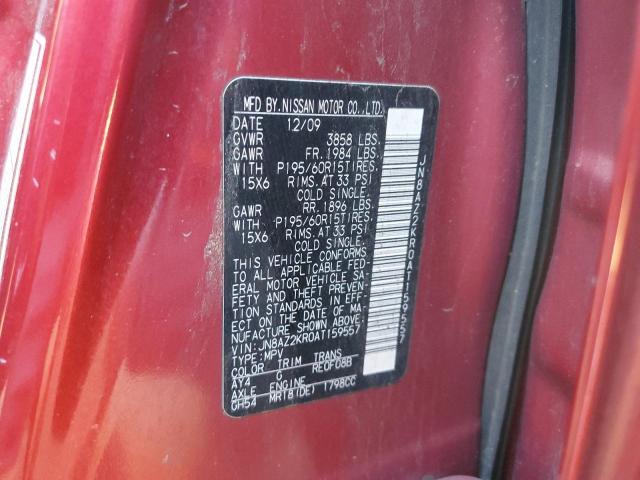 MFD BY. NISSAN MOTOR CO., LTD.
DATE 12/09
GVWR 3858 LBS.
GAWR FR. 1984 LBS.
WITH P195/60R15TIRES.
15X6 RIMS. AT 33 PSI
COLD SINGLE.
GAWR RR. 1896 LBS.
WITH P195/60R15TIRES.
15X6 RIMS. AT 33 PSI
COLD SINGLE.
THIS VEHICLE CONFORMS
TO ALL APPLICABLE FED-
ERAL MOTOR VEHICLE SA-
FETY AND THEFT PREVEN-
TION STANDARDS IN EFF-
ECT ON THE DATE OF MA-
NUFACTURE SHOWN ABOVE.
VIN: JN8AZ2KR0AT159557
TYPE: MPV
COLOR TRIM TRANS
AY4 G RE0F08B
AXLE ENGINE
GH54 MRT8(DE) 1798CC
JN8AZ2KR0AT159557